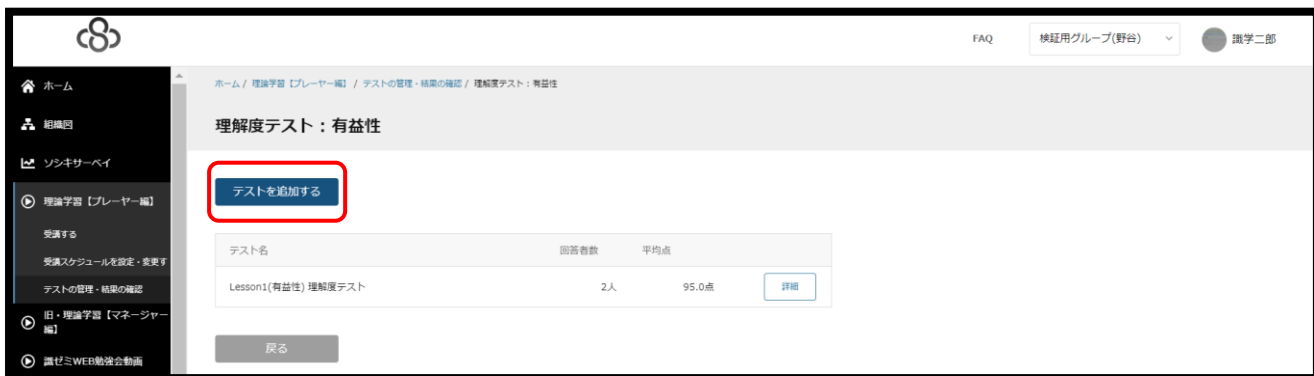 FAQ
検証用グループ(野谷)
識学二郎
ホーム
組織図
ソシキサーベイ
理論学習【プレーヤー編】
受講する
受講スケジュールを設定・変更す
テストの管理・結果の確認
旧・理論学習【マネージャー
編】
識ゼミWEB勉強会動画
ホーム / 理論学習【プレーヤー編】 / テストの管理・結果の確認 / 理解度テスト：有益性
理解度テスト：有益性
テストを追加する
テスト名 回答者数 平均点
Lesson1(有益性) 理解度テスト 2人 95.0点 詳細
戻る